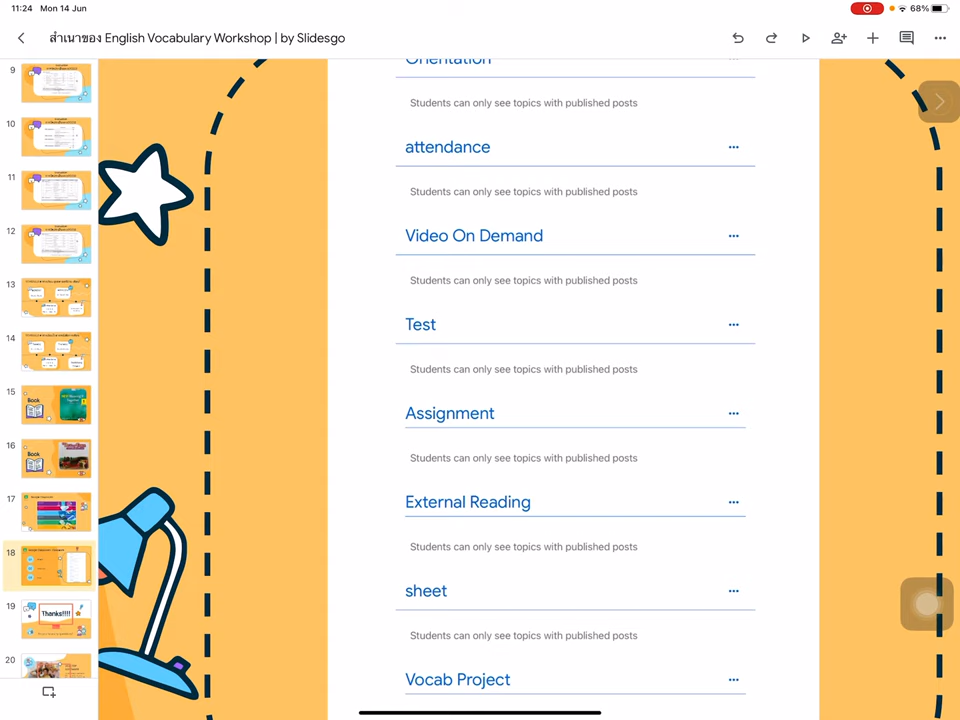 11:24 Mon 14 Jun
68%
สำเนาของ English Vocabulary Workshop | by Slidesgo
9
10
11
12
13
14
15
Book
16
Book
17
18
19
Thanks!!!!
20
Orientation
Students can only see topics with published posts
attendance
Students can only see topics with published posts
Video On Demand
Students can only see topics with published posts
Test
Students can only see topics with published posts
Assignment
Students can only see topics with published posts
External Reading
Students can only see topics with published posts
sheet
Students can only see topics with published posts
Vocab Project